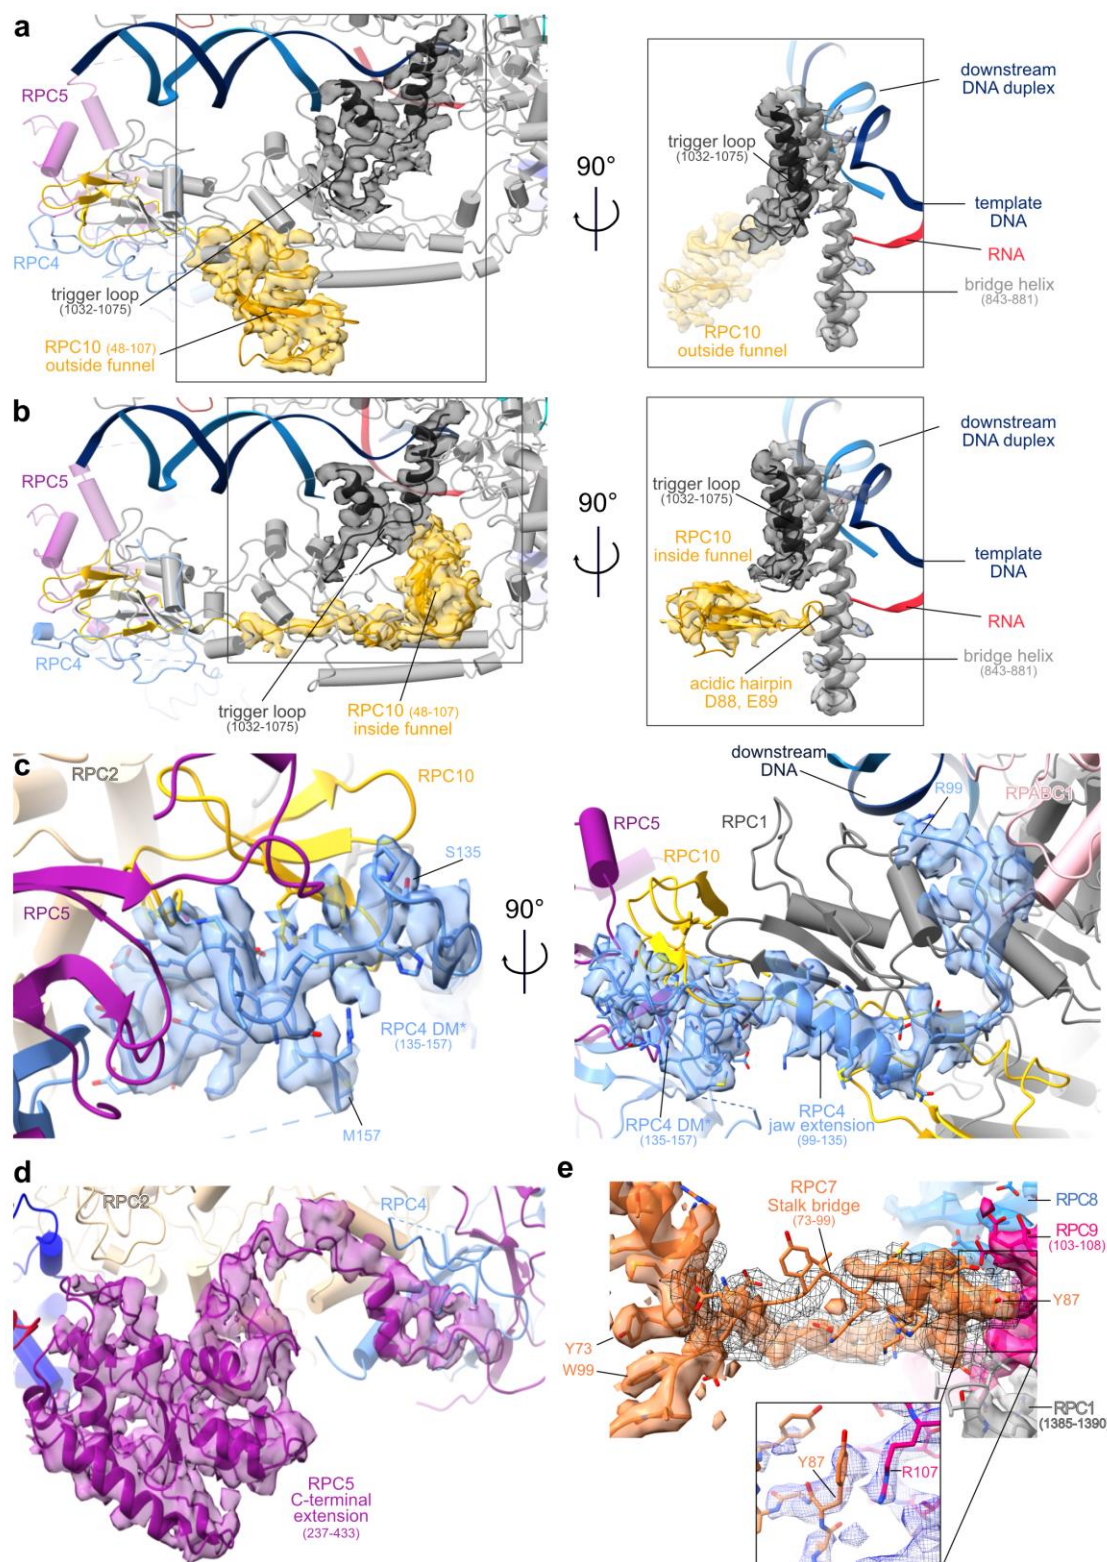 a
RPC5
RPC4
trigger loop
(1032-1075)
RPC10 (48-107)
outside funnel
90°
trigger loop
(1032-1075)
downstream
DNA duplex
template
DNA
RNA
bridge helix
(843-881)
RPC10
outside funnel
b
RPC5
RPC4
trigger loop
(1032-1075)
RPC10 (48-107)
inside funnel
90°
trigger loop
(1032-1075)
RPC10
inside funnel
downstream
DNA duplex
template
DNA
RNA
bridge helix
(843-881)
acidic hairpin
D88, E89
c
RPC2
RPC10
S135
RPC5
RPC4 DM*
(135-157)
M157
90°
downstream
DNA
R99
RPABC1
RPC5
RPC1
RPC10
RPC4 DM*
(135-157)
RPC4
jaw extension
(99-135)
d
RPC2
RPC4
RPC5
C-terminal
extension
(237-433)
e
RPC7
Stalk bridge
(73-99)
RPC8
RPC9
(103-108)
Y87
Y73
W99
RPC1
(1385-1390)
Y87
R107